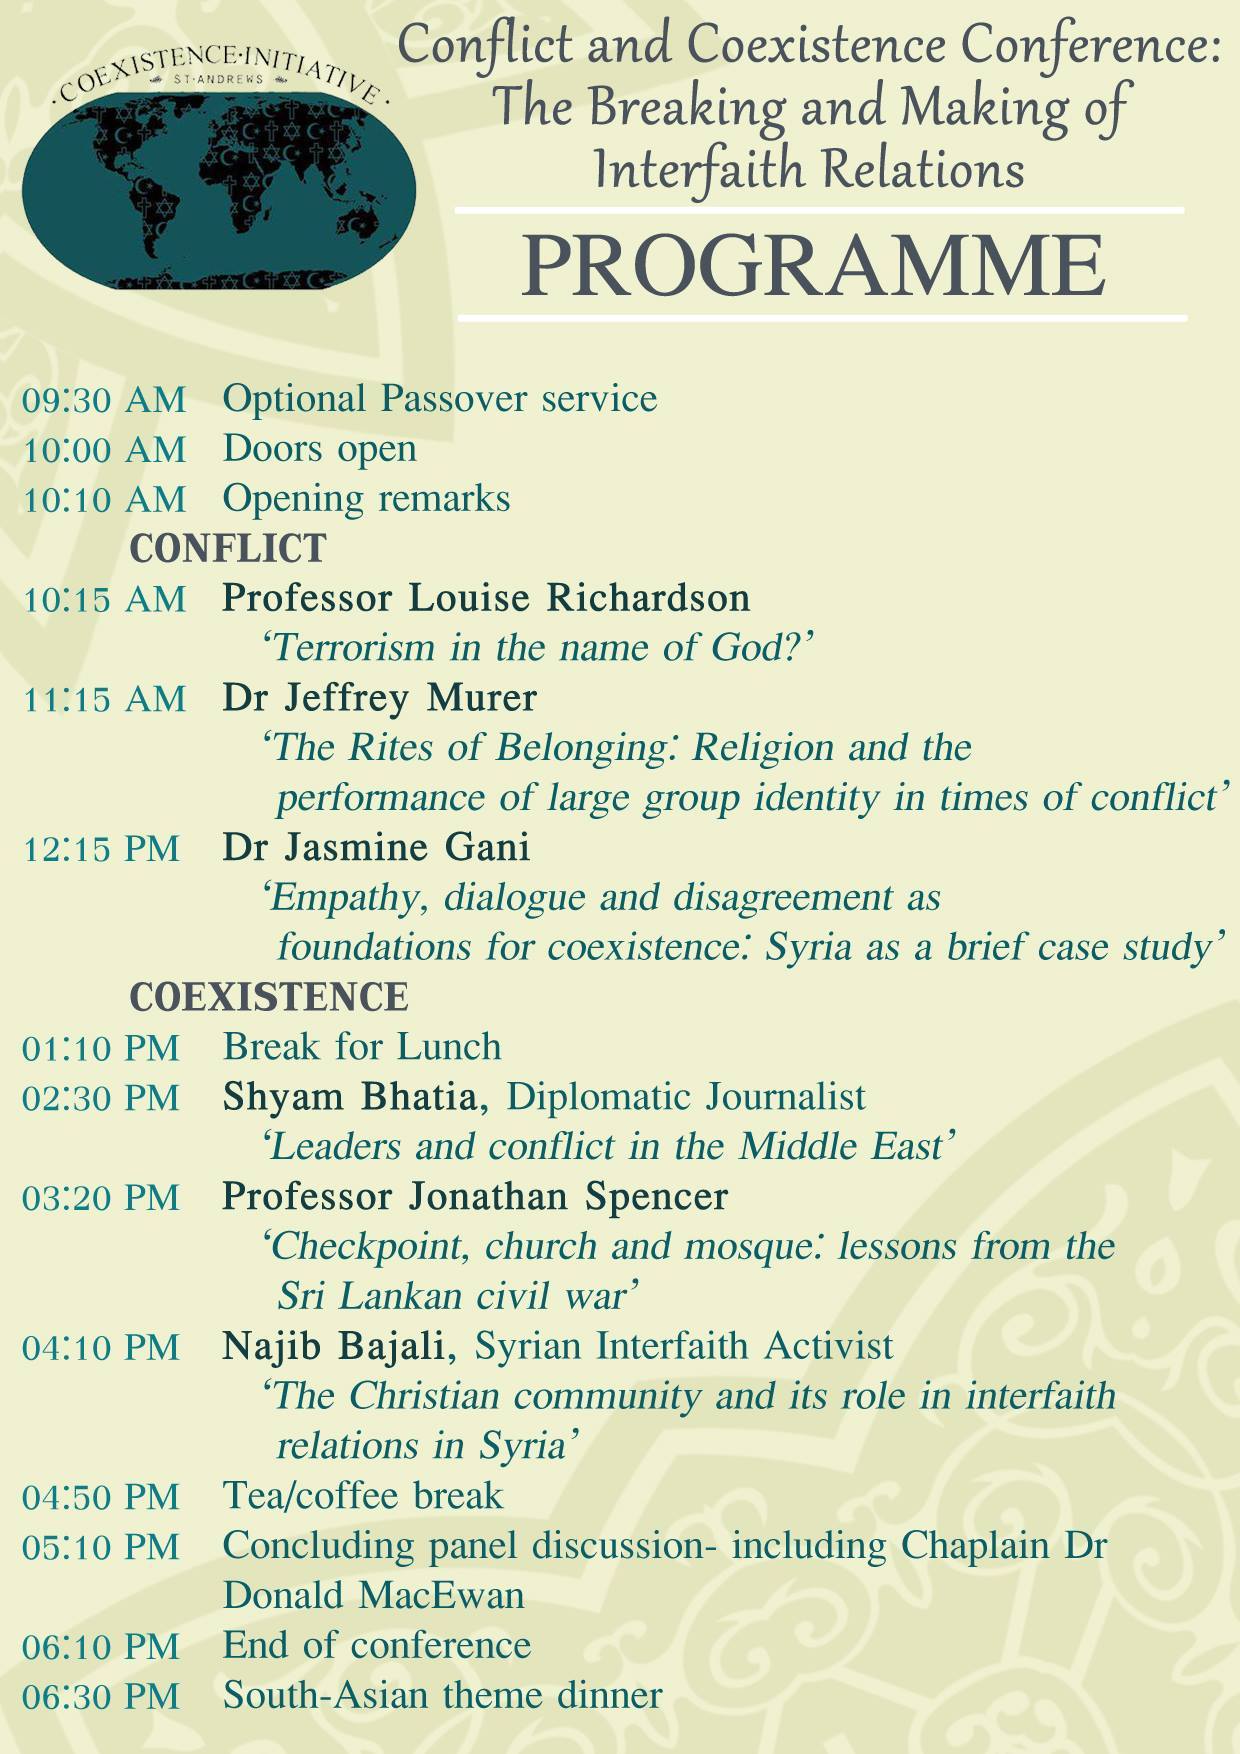 ·COEXISTENCE·INITIATIVE·
ST·ANDREWS
Conflict and Coexistence Conference:
The Breaking and Making of
Interfaith Relations
PROGRAMME
09:30 AM Optional Passover service
10:00 AM Doors open
10:10 AM Opening remarks
CONFLICT
10:15 AM Professor Louise Richardson
‘Terrorism in the name of God?’
11:15 AM Dr Jeffrey Murer
‘The Rites of Belonging: Religion and the
performance of large group identity in times of conflict’
12:15 PM Dr Jasmine Gani
‘Empathy, dialogue and disagreement as
foundations for coexistence: Syria as a brief case study’
COEXISTENCE
01:10 PM Break for Lunch
02:30 PM Shyam Bhatia, Diplomatic Journalist
‘Leaders and conflict in the Middle East’
03:20 PM Professor Jonathan Spencer
‘Checkpoint, church and mosque: lessons from the
Sri Lankan civil war’
04:10 PM Najib Bajali, Syrian Interfaith Activist
‘The Christian community and its role in interfaith
relations in Syria’
04:50 PM Tea/coffee break
05:10 PM Concluding panel discussion- including Chaplain Dr
Donald MacEwan
06:10 PM End of conference
06:30 PM South-Asian theme dinner